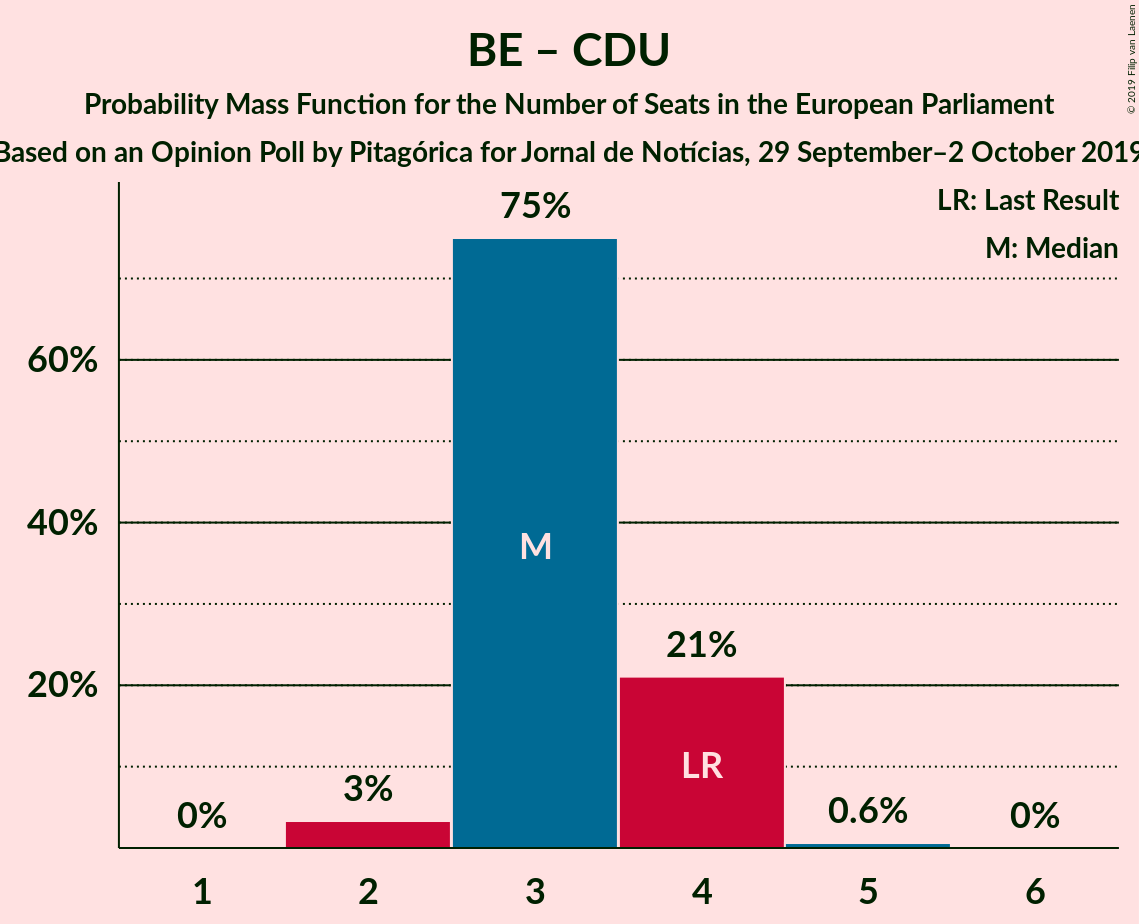 BE – CDU
Probability Mass Function for the Number of Seats in the European Parliament
Based on an Opinion Poll by Pitagórica for Jornal de Notícias, 29 September–2 October 2019
© 2019 Filip van Laenen
LR: Last Result
M: Median
75%
60%
40%
20%
M
21%
LR
3%
0%
0.6%
0%
1 2 3 4 5 6